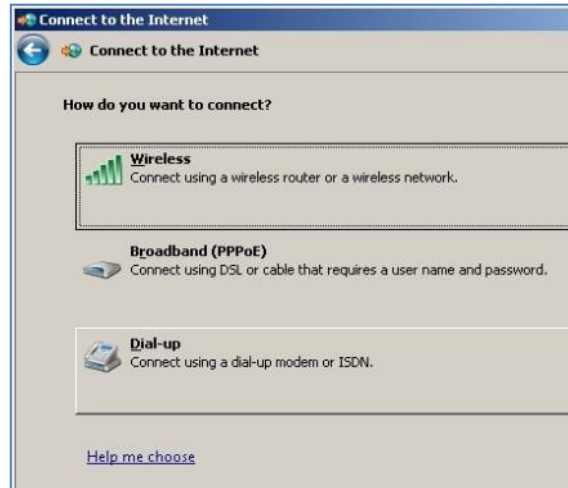 Connect to the Internet
Connect to the Internet
How do you want to connect?
Wireless
Connect using a wireless router or a wireless network.
Broadband (PPPoE)
Connect using DSL or cable that requires a user name and password.
Dial-up
Connect using a dial-up modem or ISDN.
Help me choose